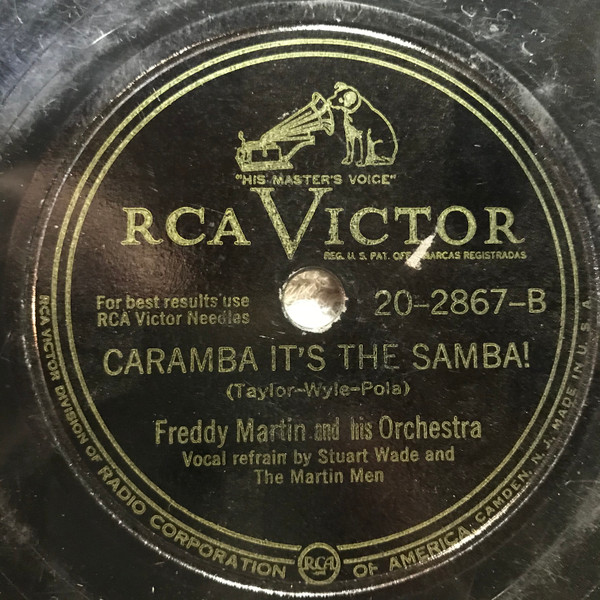 "HIS MASTER'S VOICE"
RCA VICTOR
REG. U. S. PAT. OFF. MARCAS REGISTRADAS
For best results use
RCA Victor Needles
20-2867-B
CARAMBA IT'S THE SAMBA!
(Taylor-Wyle-Pola)
Freddy Martin and his Orchestra
Vocal refrain by Stuart Wade and
The Martin Men
RCA VICTOR DIVISION OF RADIO CORPORATION OF AMERICA, CAMDEN, N. J. MADE IN U. S. A.
RCA